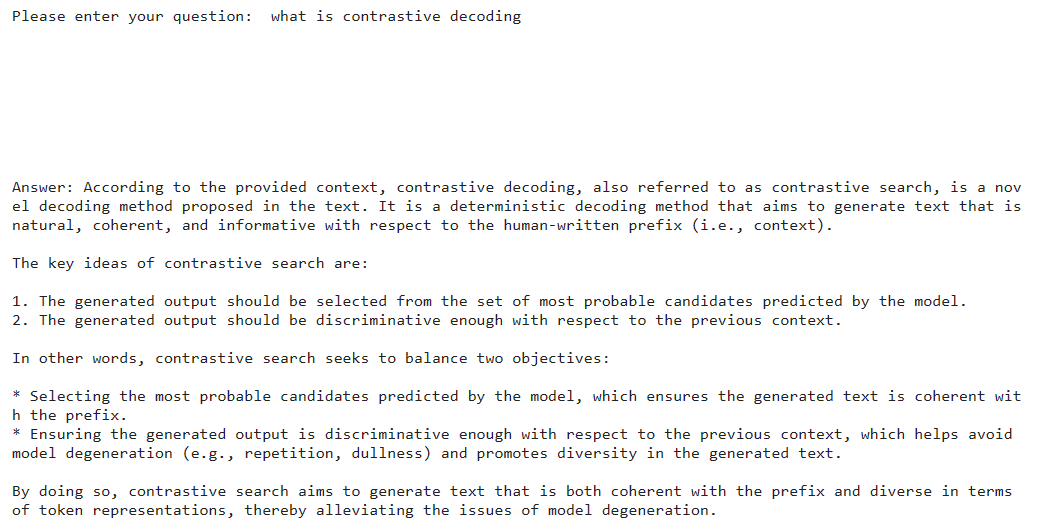 Please enter your question:  what is contrastive decoding
Answer: According to the provided context, contrastive decoding, also referred to as contrastive search, is a nov
el decoding method proposed in the text. It is a deterministic decoding method that aims to generate text that is
natural, coherent, and informative with respect to the human-written prefix (i.e., context).
The key ideas of contrastive search are:
1. The generated output should be selected from the set of most probable candidates predicted by the model.
2. The generated output should be discriminative enough with respect to the previous context.
In other words, contrastive search seeks to balance two objectives:
* Selecting the most probable candidates predicted by the model, which ensures the generated text is coherent wit
h the prefix.
* Ensuring the generated output is discriminative enough with respect to the previous context, which helps avoid
model degeneration (e.g., repetition, dullness) and promotes diversity in the generated text.
By doing so, contrastive search aims to generate text that is both coherent with the prefix and diverse in terms
of token representations, thereby alleviating the issues of model degeneration.